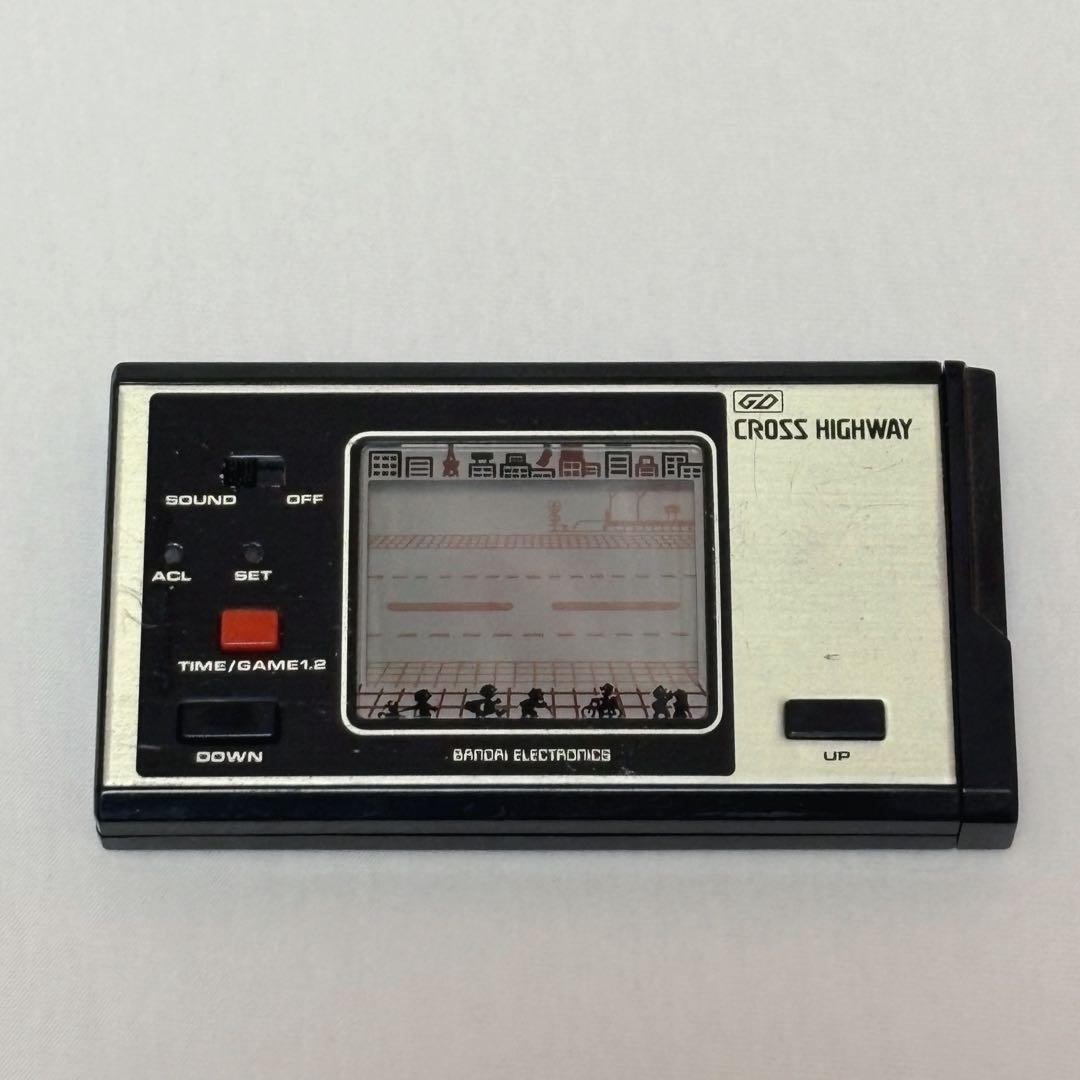 GD
CROSS HIGHWAY
SOUND OFF
ACL SET
TIME/GAME1.2
DOWN
BANDAI ELECTRONICS
UP